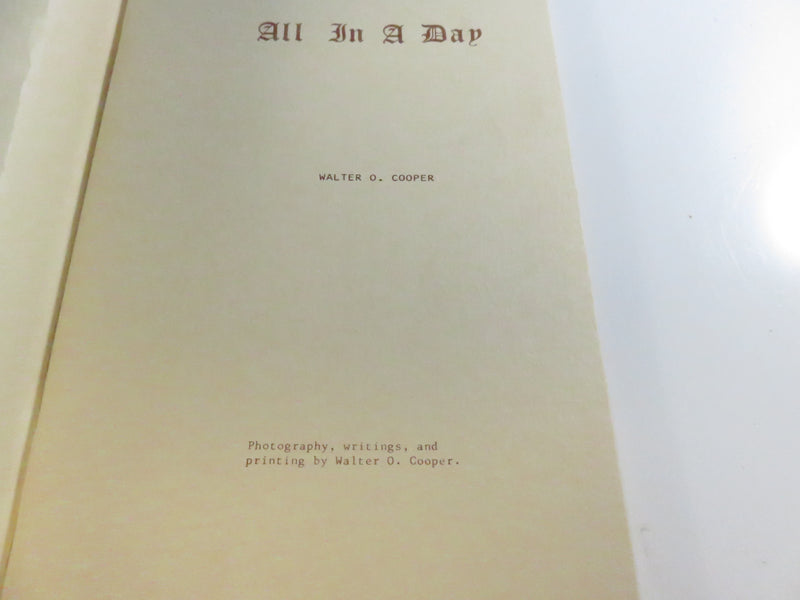 All In A Day
WALTER O. COOPER
Photography, writings, and
printing by Walter O. Cooper.